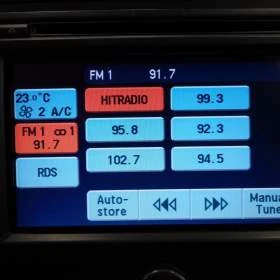 FM 1 91.7
23.0°C
2 A/C
HITRADIO
99.3
FM 1 ∞ 1
91.7
95.8
92.3
102.7
94.5
RDS
Auto-
store
Manua
Tune